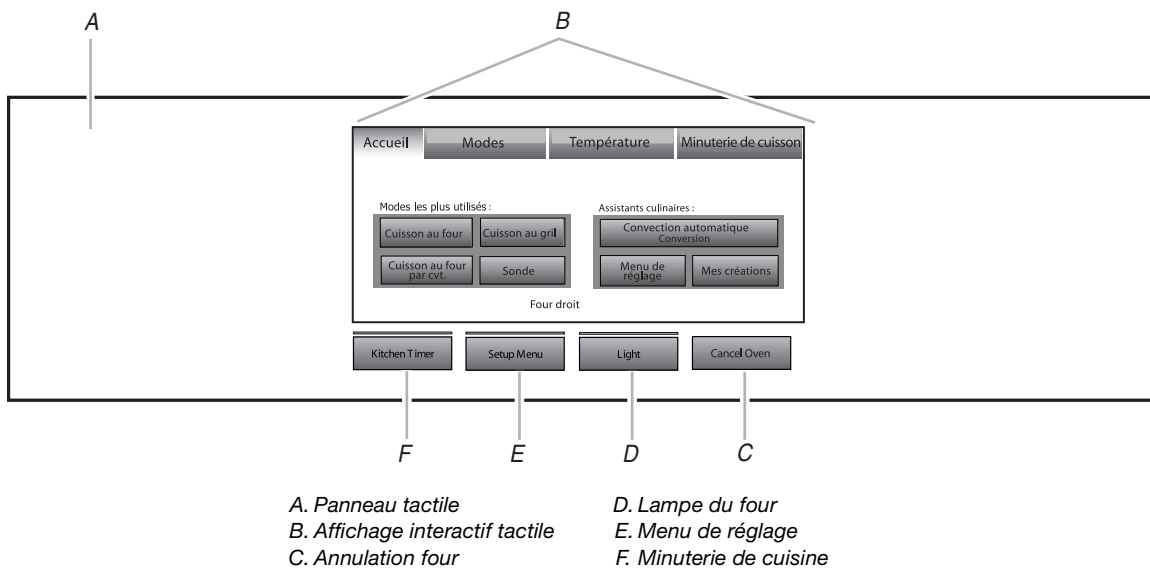 A
B
Accueil
Modes
Température
Minuterie de cuisson
Modes les plus utilisés :
Assistants culinaires :
Cuisson au four
Cuisson au gril
Convection automatique
Conversion
Cuisson au four
par cvt.
Sonde
Menu de
réglage
Mes créations
Four droit
Kitchen Timer
Setup Menu
Light
Cancel Oven
F
E
D
C
A. Panneau tactile
B. Affichage interactif tactile
C. Annulation four
D. Lampe du four
E. Menu de réglage
F. Minuterie de cuisine